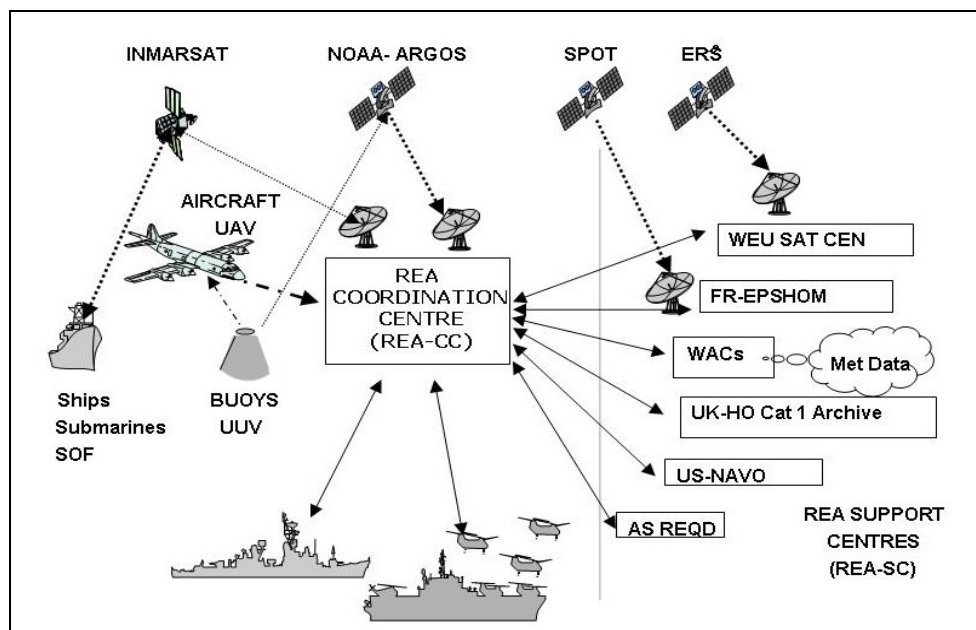 INMARSAT
NOAA- ARGOS
SPOT
ERS
AIRCRAFT
UAV
WEU SAT CEN
REA
COORDINATION
CENTRE
(REA-CC)
FR-EPSHOM
WACs
Met Data
Ships
Submarines
SOF
BUOYS
UUV
UK-HO Cat 1 Archive
US-NAVO
AS REQD
REA SUPPORT
CENTRES
(REA-SC)